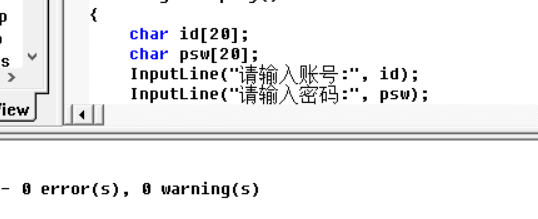 {
char id[20];
char psw[20];
InputLine("请输入账号:", id);
InputLine("请输入密码:", psw);
- 0 error(s), 0 warning(s)